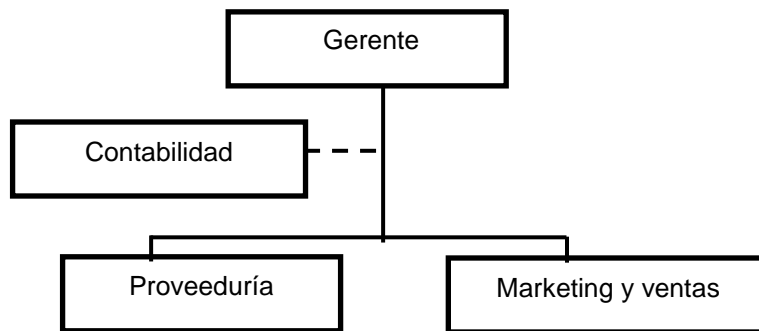 Gerente
Contabilidad
Proveeduría
Marketing y ventas